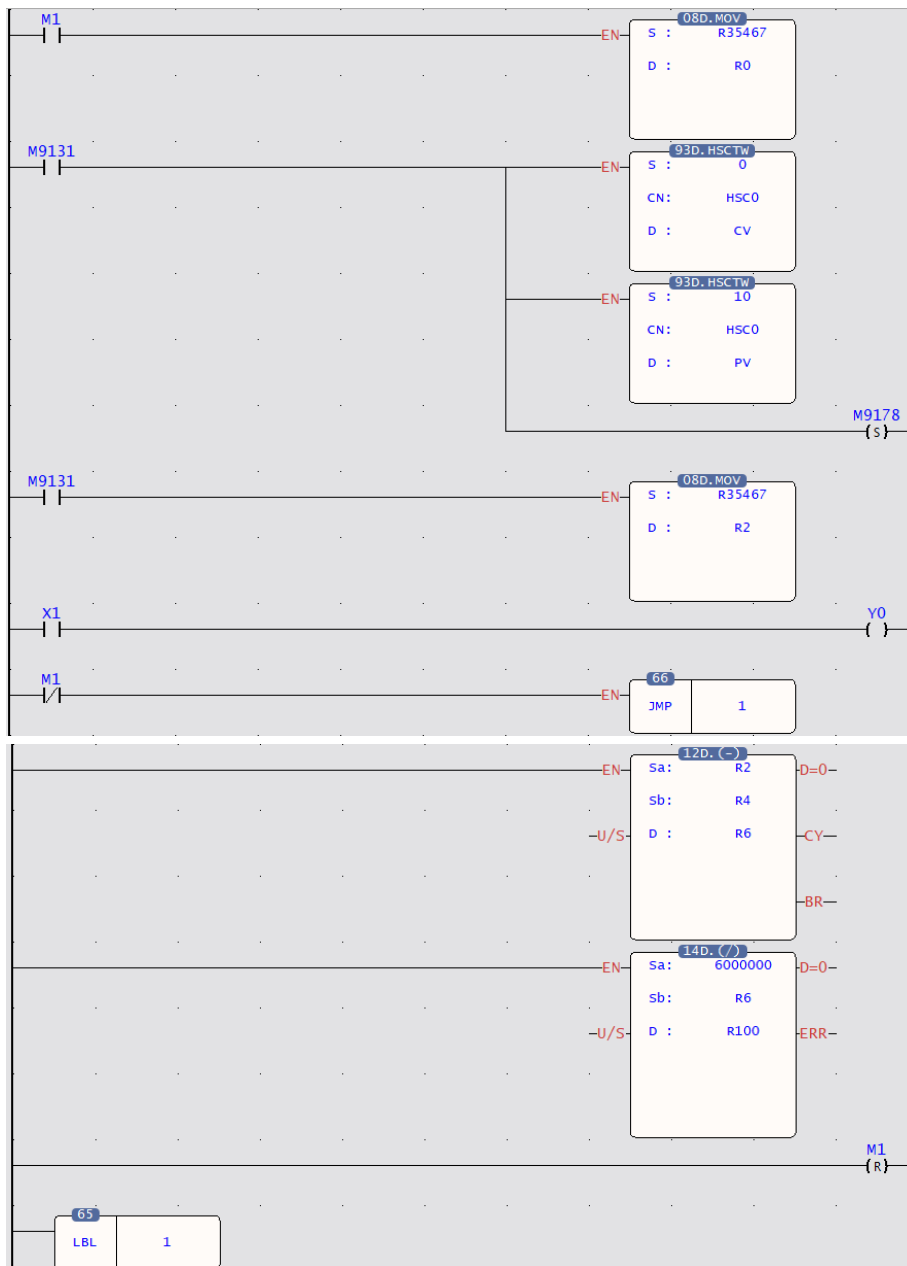 M1
08D.MOV
EN S : R35467
D : R0
M9131
93D.HSCTW
EN S : 0
CN: HSC0
D : CV
93D.HSCTW
EN S : 10
CN: HSC0
D : PV
M9178
(S)
M9131
08D.MOV
EN S : R35467
D : R2
X1 Y0
( )
M1
66
EN JMP 1
12D.(-)
EN Sa: R2 D=0
Sb: R4
U/S D : R6 CY
BR
14D.(/)
EN Sa: 6000000 D=0
Sb: R6
U/S D : R100 ERR
M1
(R)
65
LBL 1